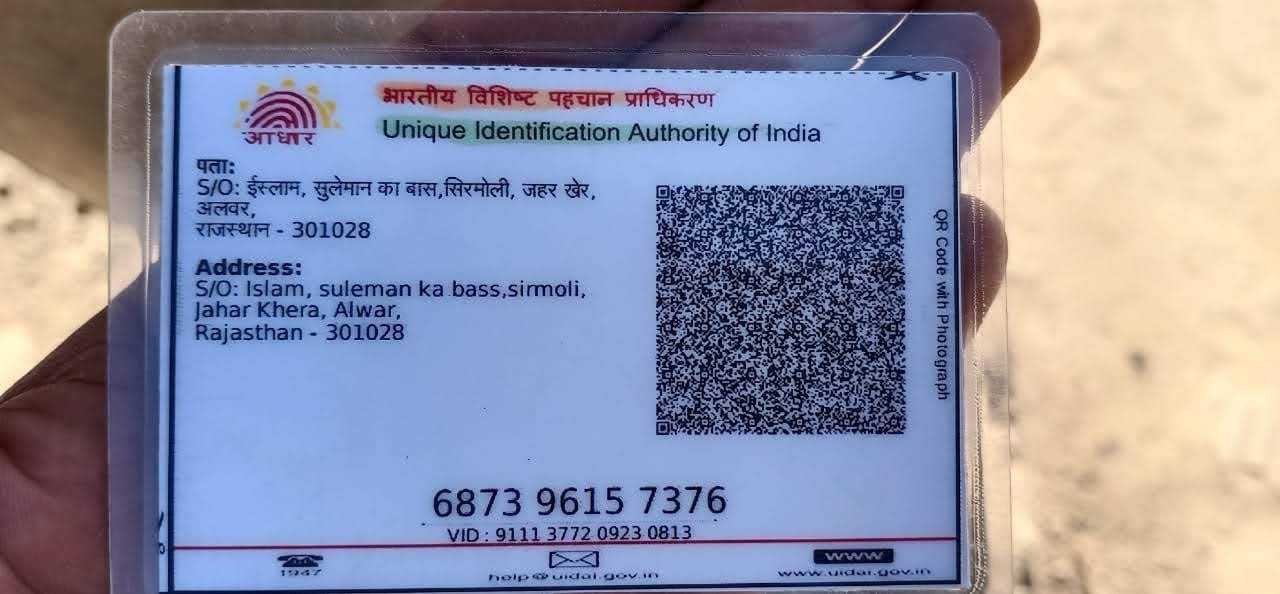 आधार
भारतीय विशिष्ट पहचान प्राधिकरण
Unique Identification Authority of India
पता:
S/O: ईस्लाम, सुलेमान का बास,सिरमोली, जहर खेर,
अलवर,
राजस्थान - 301028
Address:
S/O: Islam, suleman ka bass,sirmoli,
Jahar Khera, Alwar,
Rajasthan - 301028
QR Code with Photograph
6873 9615 7376
VID : 9111 3772 0923 0813
1947
help@uidai.gov.in
www
www.uidai.gov.in